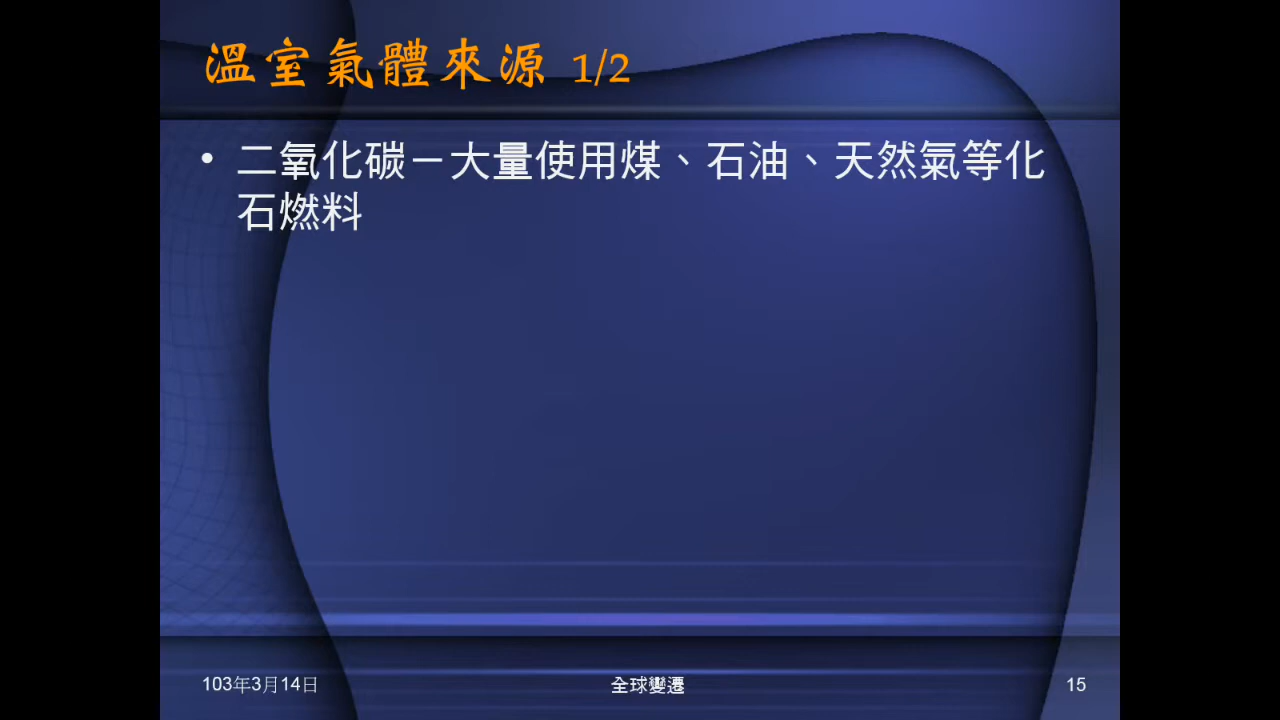 溫室氣體來源 1/2
• 二氧化碳－大量使用煤、石油、天然氣等化
石燃料
103年3月14日
全球變遷
15